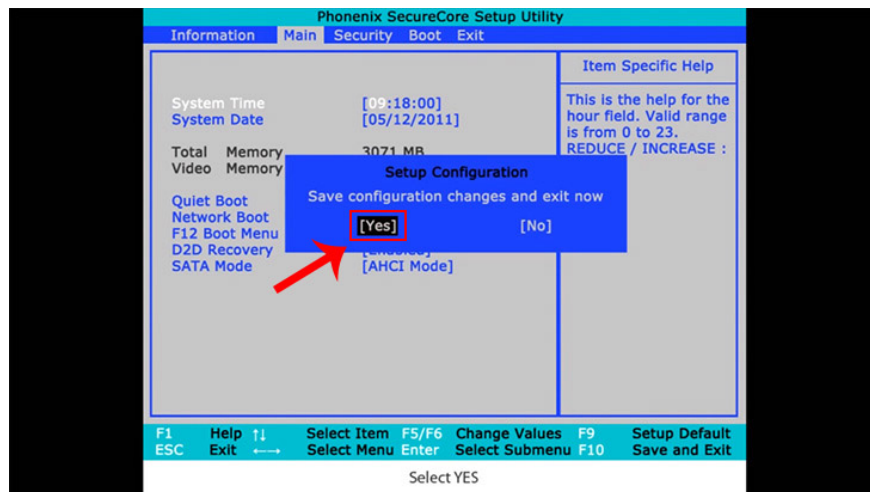 Phonenix SecureCore Setup Utility
Information Main Security Boot Exit
Item Specific Help
System Time [09:18:00]
System Date [05/12/2011]
This is the help for the
hour field. Valid range
is from 0 to 23.
REDUCE / INCREASE :
Total Memory 3071 MB
Video Memory
Setup Configuration
Save configuration changes and exit now
[Yes] [No]
Quiet Boot
Network Boot
F12 Boot Menu
D2D Recovery [Enabled]
SATA Mode [AHCI Mode]
F1 Help ↑↓ Select Item F5/F6 Change Values F9 Setup Default
ESC Exit ←→ Select Menu Enter Select Submenu F10 Save and Exit
Select YES